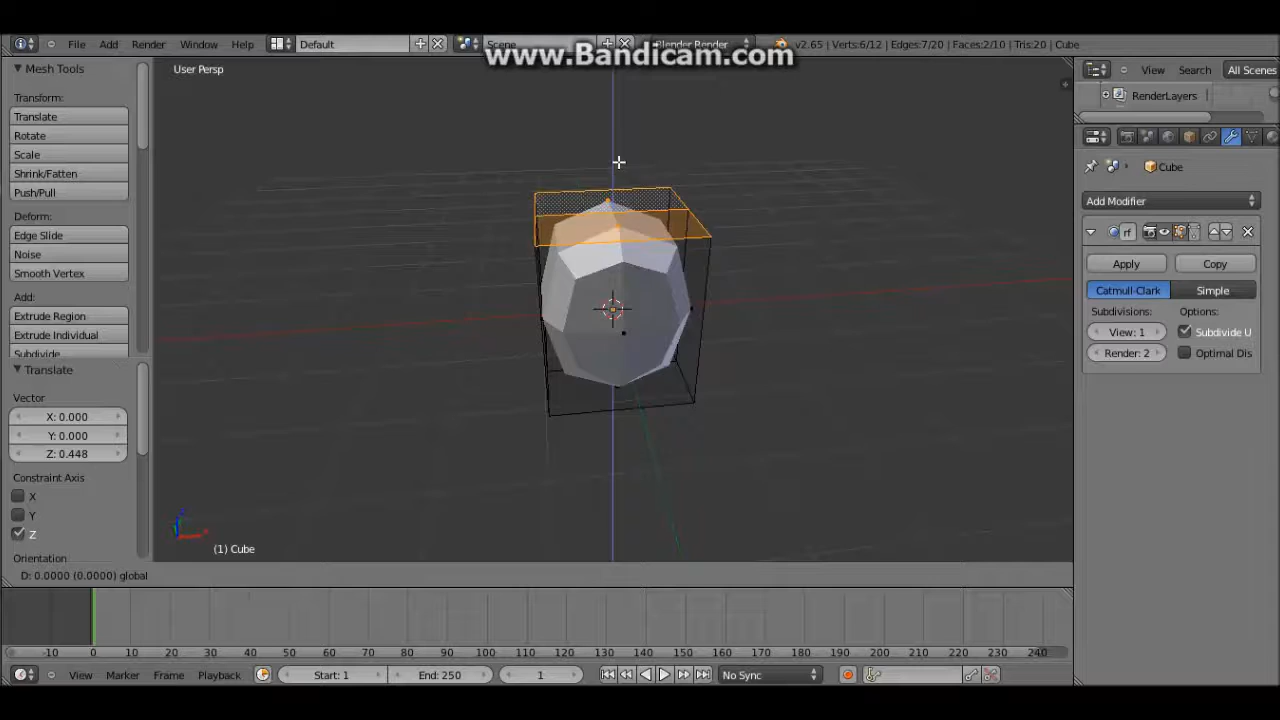 File Add Render Window Help Default Scene Blender Render v2.65 | Verts:6/12 | Edges:7/20 | Faces:2/10 | Tris:20 | Cube
www.Bandicam.com
Mesh Tools
User Persp
View Search All Scenes
RenderLayers
Transform:
Translate
Rotate
Scale
Shrink/Fatten
Push/Pull
Cube
Add Modifier
Deform:
Edge Slide
Noise
Smooth Vertex
rf
Apply Copy
Catmull-Clark Simple
Subdivisions: Options:
View: 1 Subdivide U
Render: 2 Optimal Dis
Add:
Extrude Region
Extrude Individual
Subdivide
Translate
Vector
X: 0.000
Y: 0.000
Z: 0.448
Constraint Axis
X
Y
Z
Orientation
(1) Cube
D: 0.0000 (0.0000) global
-10 0 10 20 30 40 50 60 70 80 90 100 110 120 130 140 150 160 170 180 190 200 210 220 230 240
View Marker Frame Playback Start: 1 End: 250 1 No Sync